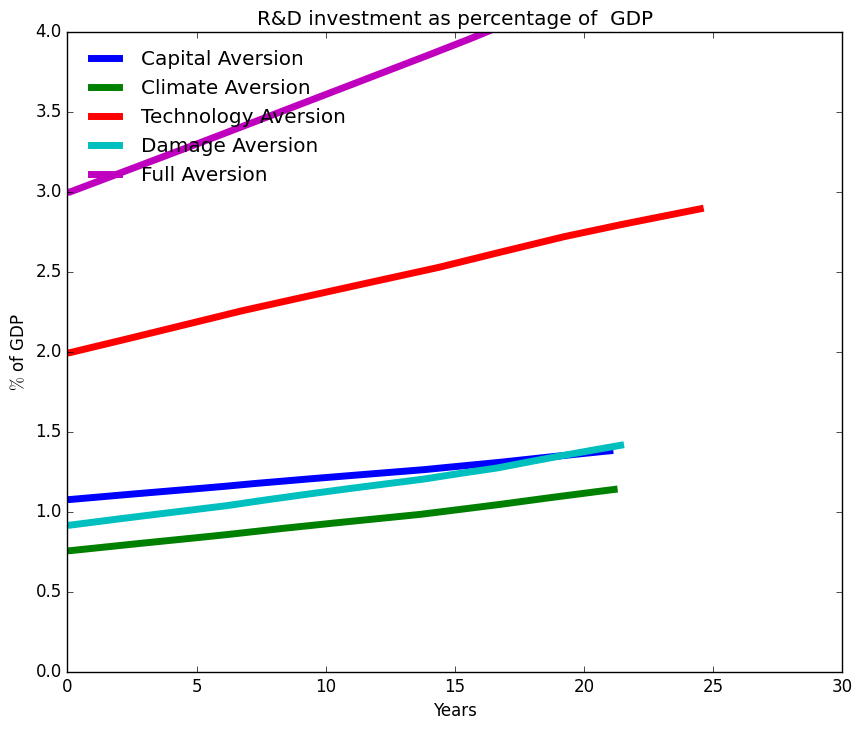 R&D investment as percentage of  GDP
4.0
3.5
3.0
2.5
2.0
1.5
1.0
0.5
0.0
% of GDP
Capital Aversion
Climate Aversion
Technology Aversion
Damage Aversion
Full Aversion
0 5 10 15 20 25 30
Years